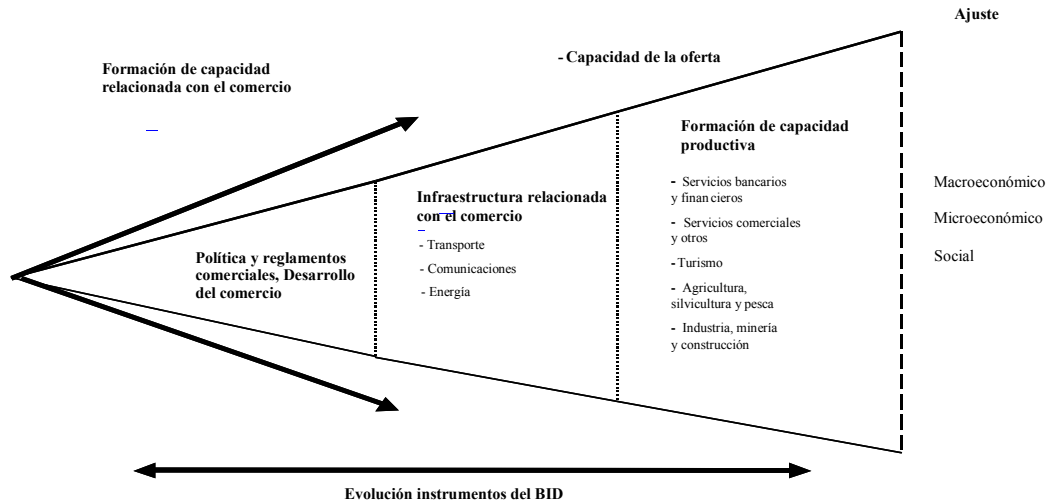 Ajuste
Formación de capacidad
relacionada con el comercio
- Capacidad de la oferta
Política y reglamentos
comerciales, Desarrollo
del comercio
Infraestructura relacionada
con el comercio
- Transporte
- Comunicaciones
- Energía
Formación de capacidad
productiva
- Servicios bancarios
y financieros
- Servicios comerciales
y otros
- Turismo
- Agricultura,
silvicultura y pesca
- Industria, minería
y construcción
Macroeconómico
Microeconómico
Social
Evolución instrumentos del BID